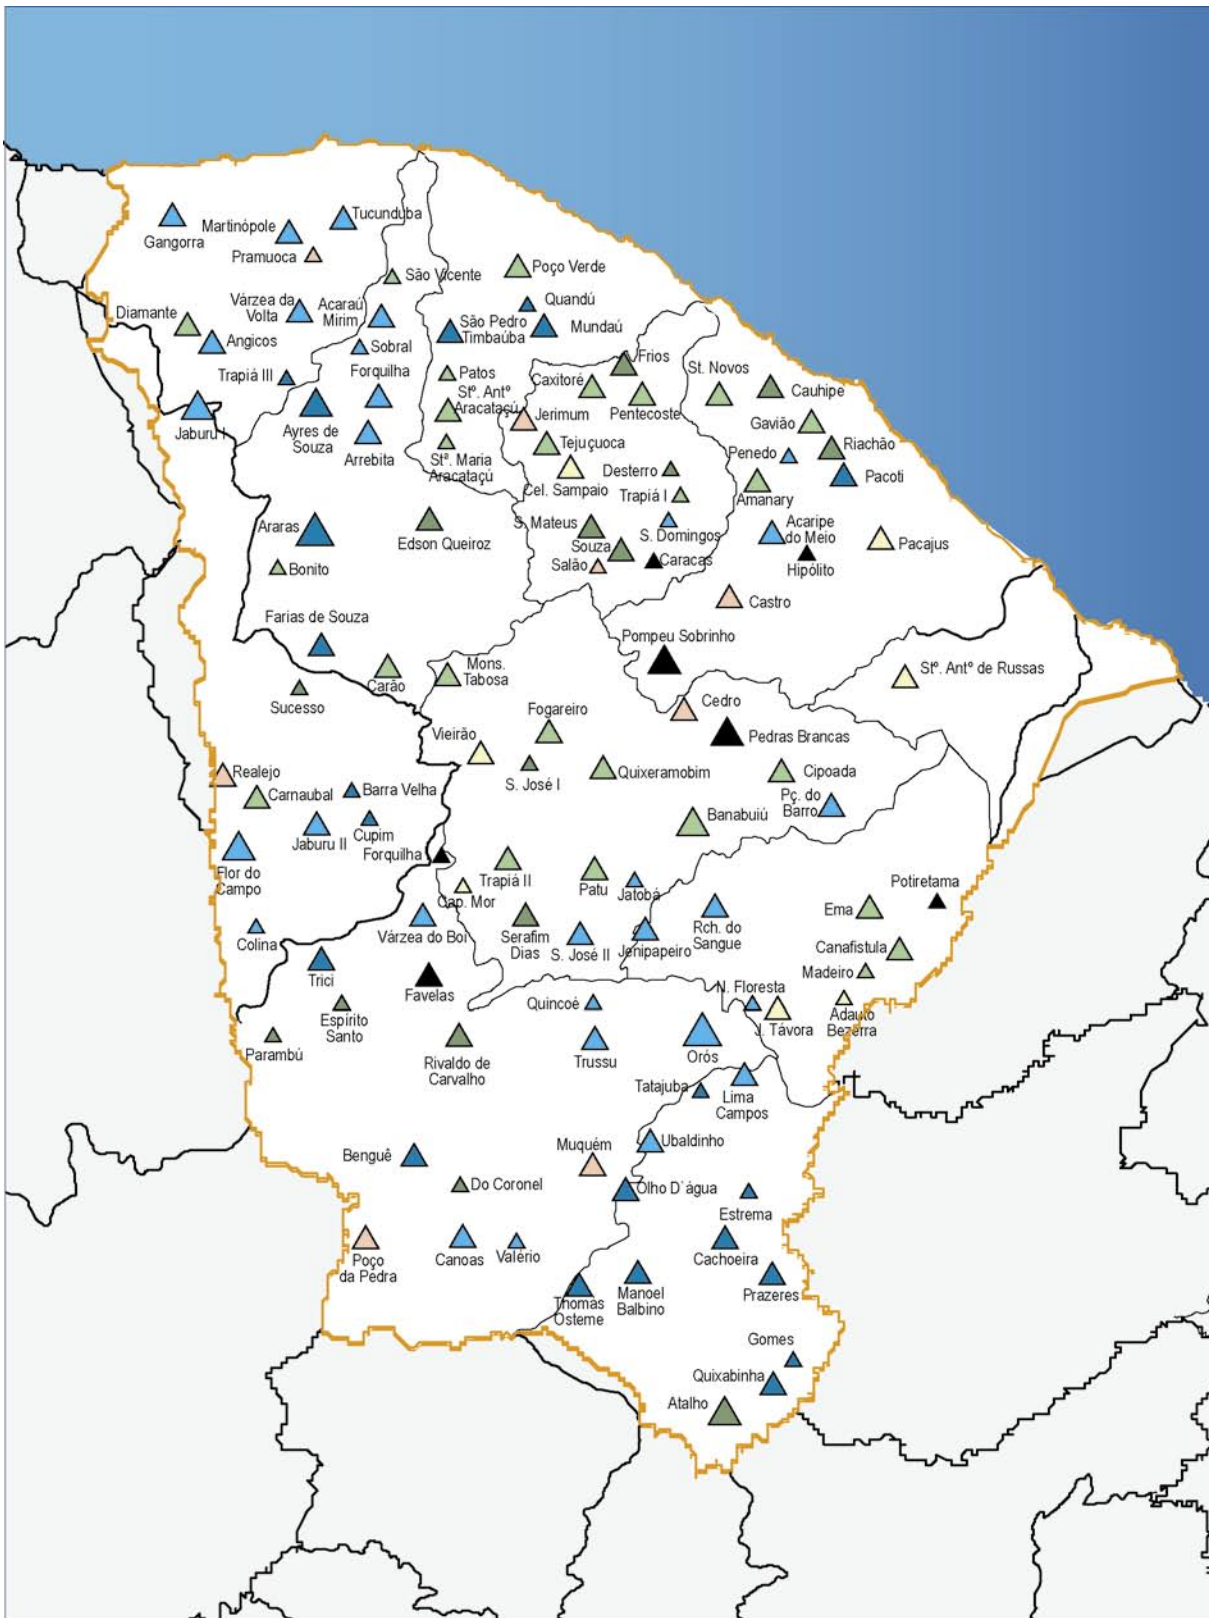 Tucunduba
Martinópole
Gangorra
Pramuoca
São Vicente
Poço Verde
Diamante
Várzea da
Volta
Acaraú
Mirim
Quandú
São Pedro
Timbaúba
Mundaú
Angicos
Sobral
Frios
St. Novos
Trapiá III
Forquilha
Patos
Caxitoré
Cauhipe
Stº. Antº
Aracataçú
Pentecoste
Jerimum
Gavião
Jaburu I
Ayres de
Souza
Arrebita
Tejuçuoca
Riachão
Stª. Maria
Aracataçú
Penedo
Desterro
Pacoti
Cel. Sampaio
Trapiá I
Amanary
Araras
Edson Queiroz
S. Mateus
S. Domingos
Acaripe
do Meio
Pacajus
Souza
Caracas
Hipólito
Bonito
Salão
Castro
Farias de Souza
Pompeu Sobrinho
Mons.
Tabosa
Stº. Antº de Russas
Carão
Sucesso
Cedro
Fogareiro
Vieirão
Pedras Brancas
Realejo
S. José I
Quixeramobim
Cipoada
Carnaubal
Barra Velha
Pç. do
Barro
Banabuiú
Jaburu II
Cupim
Forquilha
Flor do
Campo
Trapiá II
Patu
Jatobá
Potiretama
Cap. Mor
Ema
Colina
Várzea do Boi
Serafim
Dias
S. José II
Jenipapeiro
Rch. do
Sangue
Canafistula
Trici
Favelas
Madeiro
N. Floresta
Quincoé
Espírito
Santo
J. Távora
Adauto
Bezerra
Parambú
Rivaldo de
Carvalho
Trussu
Orós
Tatajuba
Lima
Campos
Muquém
Ubaldinho
Benguê
Do Coronel
Olho D`água
Estrema
Poço
da Pedra
Canoas
Valério
Cachoeira
Thomas
Osteme
Manoel
Balbino
Prazeres
Gomes
Quixabinha
Atalho